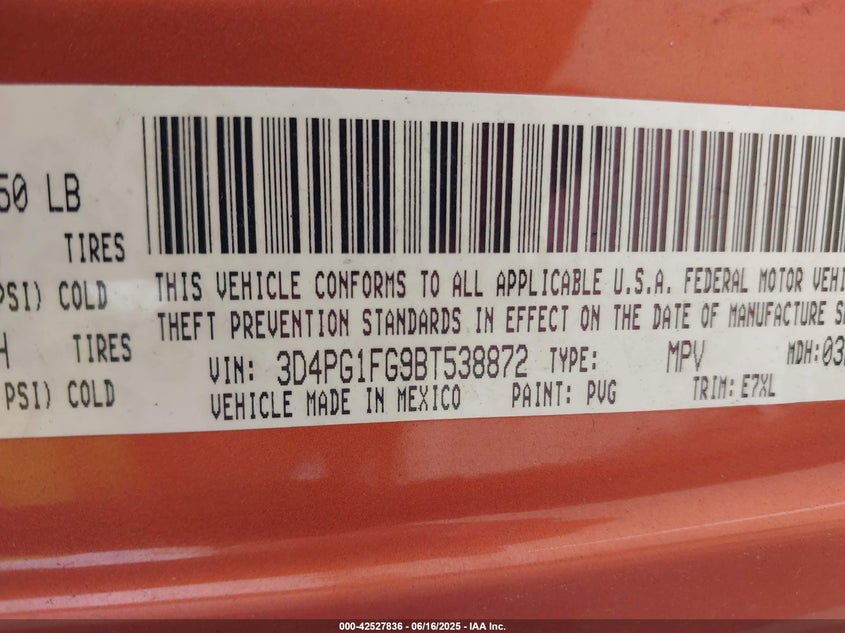 50 LB
TIRES
PSI) COLD
H TIRES
PSI) COLD
THIS VEHICLE CONFORMS TO ALL APPLICABLE U.S.A. FEDERAL MOTOR VEHI
THEFT PREVENTION STANDARDS IN EFFECT ON THE DATE OF MANUFACTURE S
VIN: 3D4PG1FG9BT538872 TYPE: MPV MDH:03
VEHICLE MADE IN MEXICO PAINT: PVG TRIM: E7XL
000-42527836 - 06/16/2025 - IAA Inc.